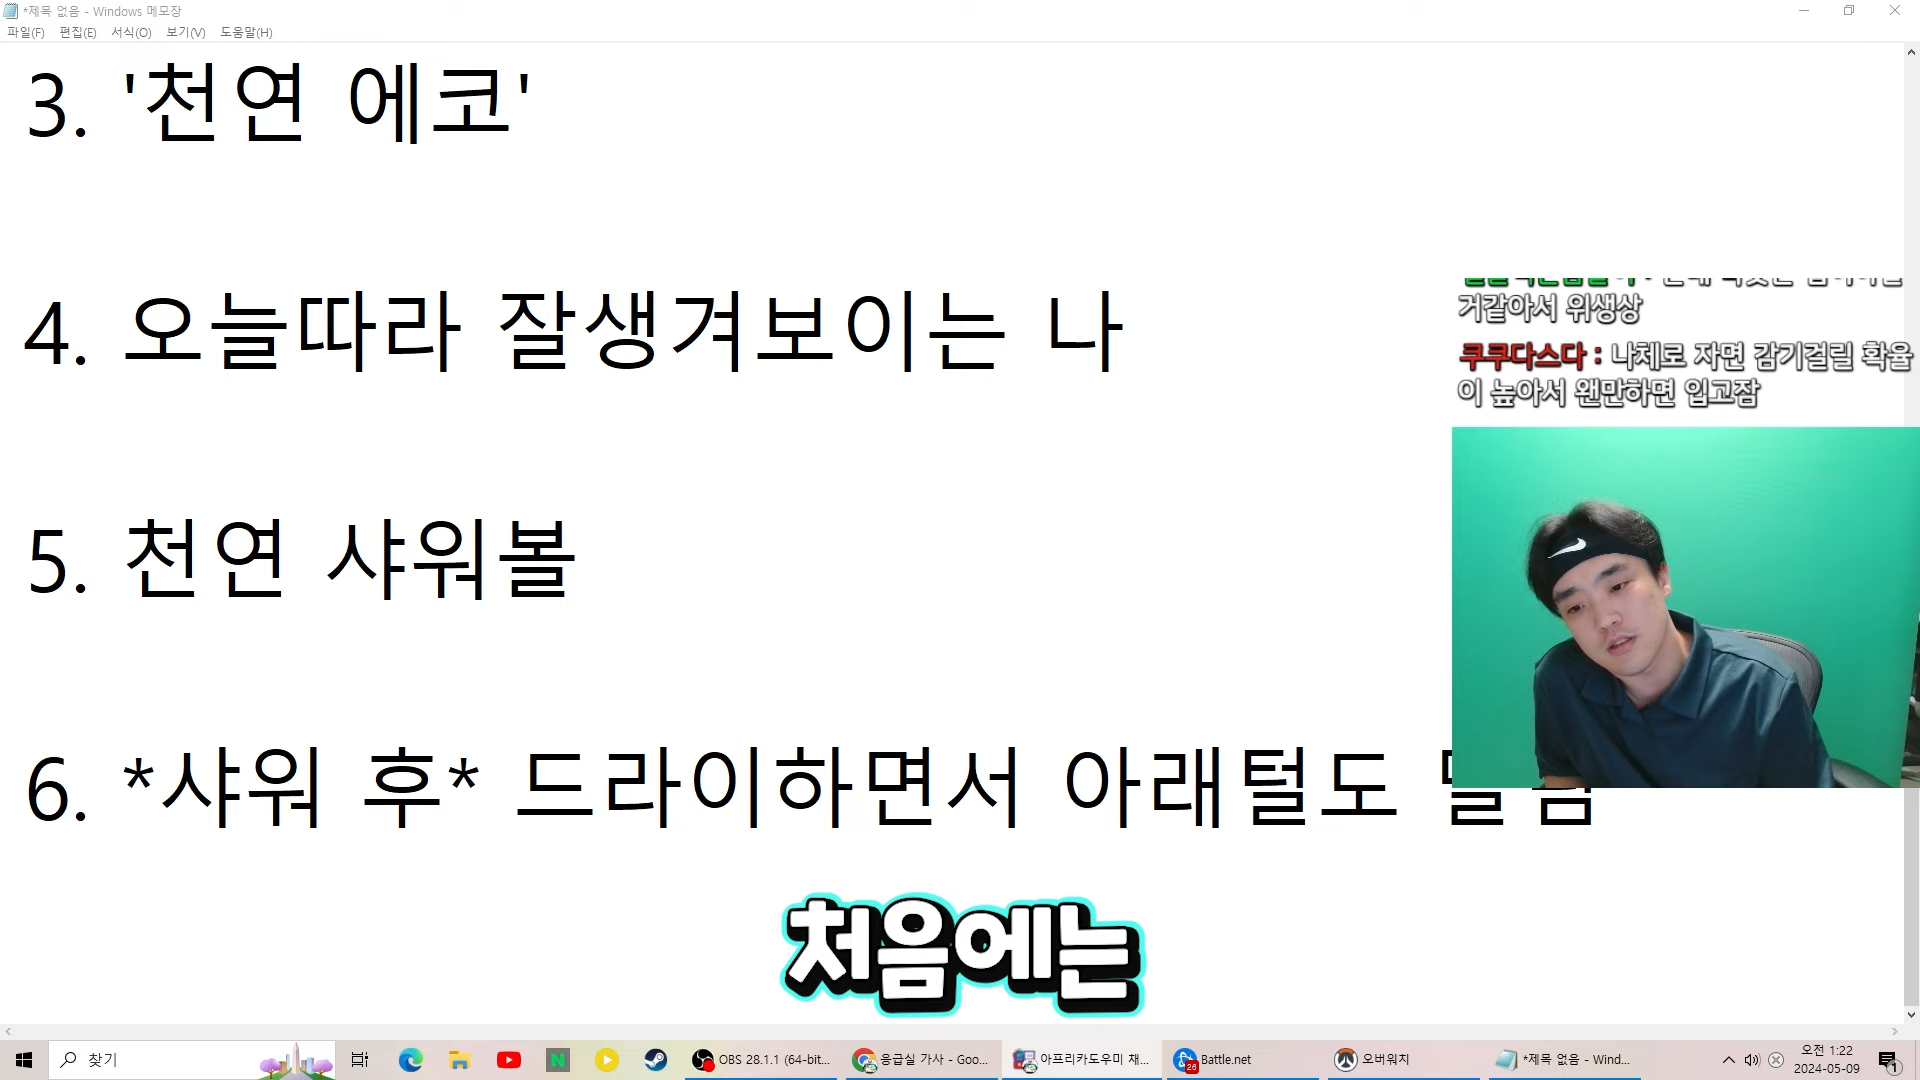 *제목 없음 - Windows 메모장
파일(F) 편집(E) 서식(O) 보기(V) 도움말(H)
3. '천연 에코'
4. 오늘따라 잘생겨보이는 나
거같아서 위생상
쿠쿠다스다 : 나체로 자면 감기걸릴 확율
이 높아서 왠만하면 입고잠
5. 천연 샤워볼
6. *샤워 후* 드라이하면서 아래털도
처음에는
찾기
OBS 28.1.1 (64-bit...
응급실 가사 - Goo...
아프리카도우미 채...
28
Battle.net
오버워치
*제목 없음 - Wind...
오전 1:22
2024-05-09
1